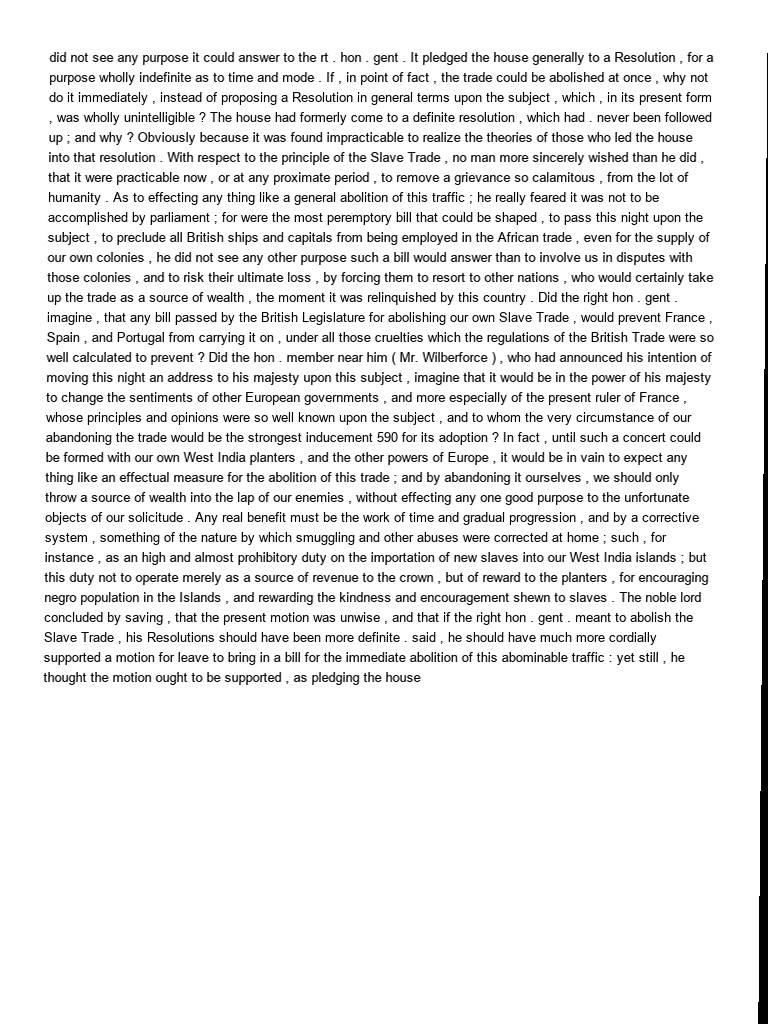 did not see any purpose it could answer to the rt . hon . gent . It pledged the house generally to a Resolution , for a
purpose wholly indefinite as to time and mode . If , in point of fact , the trade could be abolished at once , why not
do it immediately , instead of proposing a Resolution in general terms upon the subject , which , in its present form
, was wholly unintelligible ? The house had formerly come to a definite resolution , which had . never been followed
up ; and why ? Obviously because it was found impracticable to realize the theories of those who led the house
into that resolution . With respect to the principle of the Slave Trade , no man more sincerely wished than he did ,
that it were practicable now , or at any proximate period , to remove a grievance so calamitous , from the lot of
humanity . As to effecting any thing like a general abolition of this traffic ; he really feared it was not to be
accomplished by parliament ; for were the most peremptory bill that could be shaped , to pass this night upon the
subject , to preclude all British ships and capitals from being employed in the African trade , even for the supply of
our own colonies , he did not see any other purpose such a bill would answer than to involve us in disputes with
those colonies , and to risk their ultimate loss , by forcing them to resort to other nations , who would certainly take
up the trade as a source of wealth , the moment it was relinquished by this country . Did the right hon . gent .
imagine , that any bill passed by the British Legislature for abolishing our own Slave Trade , would prevent France ,
Spain , and Portugal from carrying it on , under all those cruelties which the regulations of the British Trade were so
well calculated to prevent ? Did the hon . member near him ( Mr. Wilberforce ) , who had announced his intention of
moving this night an address to his majesty upon this subject , imagine that it would be in the power of his majesty
to change the sentiments of other European governments , and more especially of the present ruler of France ,
whose principles and opinions were so well known upon the subject , and to whom the very circumstance of our
abandoning the trade would be the strongest inducement 590 for its adoption ? In fact , until such a concert could
be formed with our own West India planters , and the other powers of Europe , it would be in vain to expect any
thing like an effectual measure for the abolition of this trade ; and by abandoning it ourselves , we should only
throw a source of wealth into the lap of our enemies , without effecting any one good purpose to the unfortunate
objects of our solicitude . Any real benefit must be the work of time and gradual progression , and by a corrective
system , something of the nature by which smuggling and other abuses were corrected at home ; such , for
instance , as an high and almost prohibitory duty on the importation of new slaves into our West India islands ; but
this duty not to operate merely as a source of revenue to the crown , but of reward to the planters , for encouraging
negro population in the Islands , and rewarding the kindness and encouragement shewn to slaves . The noble lord
concluded by saving , that the present motion was unwise , and that if the right hon . gent . meant to abolish the
Slave Trade , his Resolutions should have been more definite . said , he should have much more cordially
supported a motion for leave to bring in a bill for the immediate abolition of this abominable traffic : yet still , he
thought the motion ought to be supported , as pledging the house